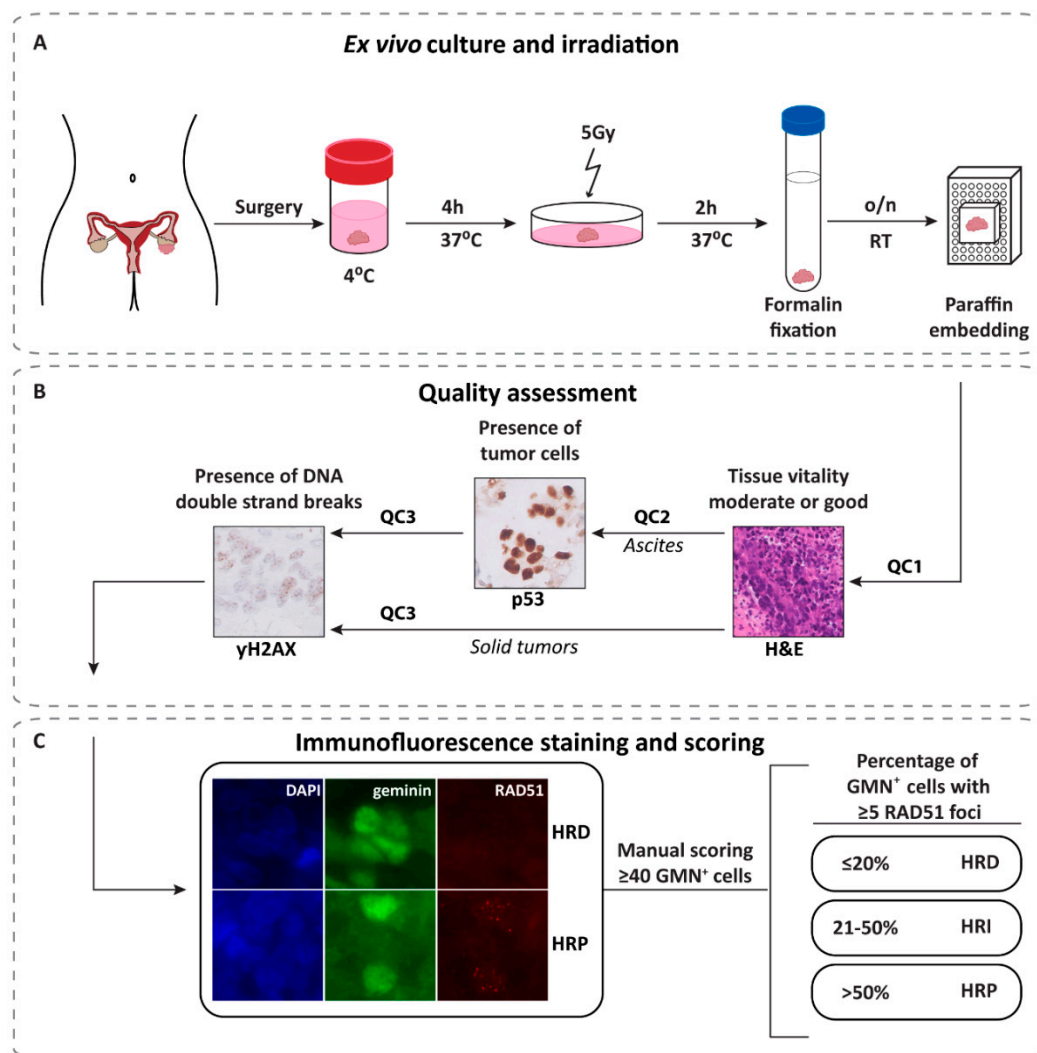 A
Ex vivo culture and irradiation
Surgery
4°C
4h
37°C
5Gy
2h
37°C
Formalin
fixation
o/n
RT
Paraffin
embedding
B
Quality assessment
Presence of DNA
double strand breaks
Presence of
tumor cells
Tissue vitality
moderate or good
QC3
QC2
Ascites
QC1
p53
QC3
Solid tumors
yH2AX
H&E
C
Immunofluorescence staining and scoring
DAPI
geminin
RAD51
HRD
HRP
Manual scoring
≥40 GMN⁺ cells
Percentage of
GMN⁺ cells with
≥5 RAD51 foci
≤20% HRD
21-50% HRI
>50% HRP